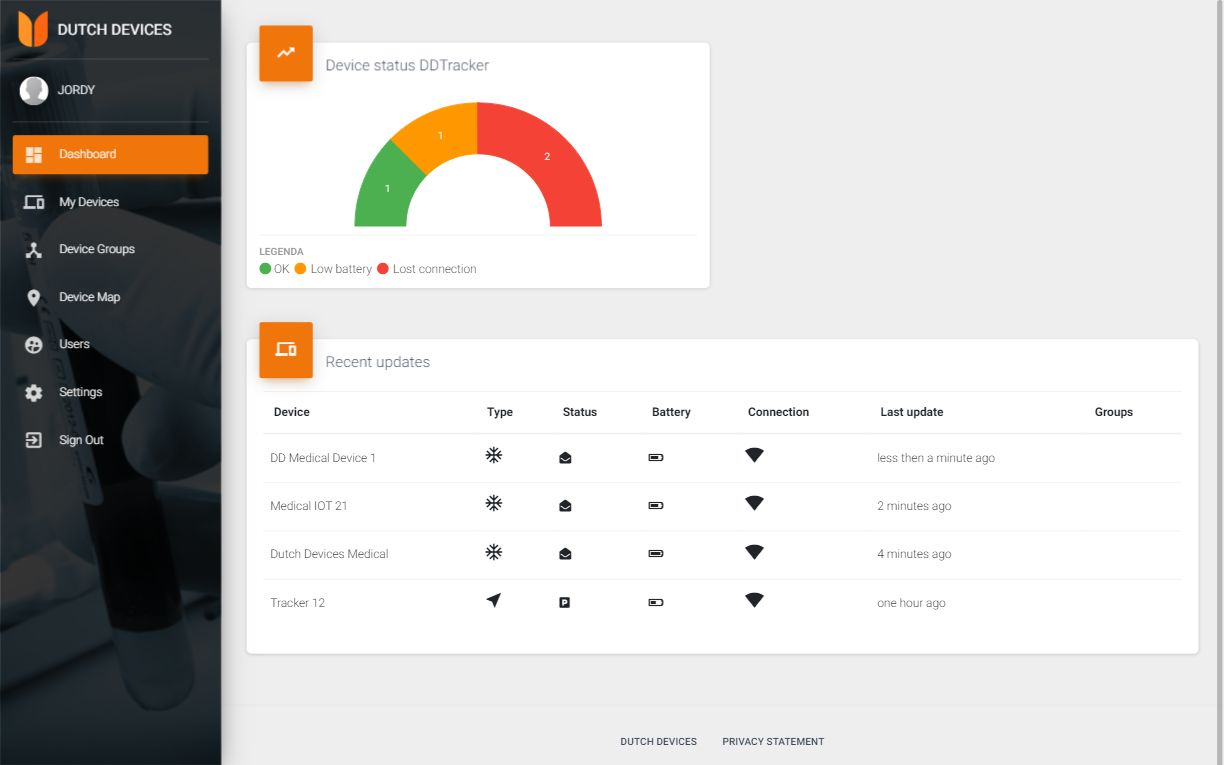 DUTCH DEVICES
JORDY
Dashboard
My Devices
Device Groups
Device Map
Users
Settings
Sign Out
Device status DDTracker
1
1
2
LEGENDA
OK Low battery Lost connection
Recent updates
Device Type Status Battery Connection Last update Groups
DD Medical Device 1 less then a minute ago
Medical IOT 21 2 minutes ago
Dutch Devices Medical 4 minutes ago
Tracker 12 P one hour ago
DUTCH DEVICES PRIVACY STATEMENT